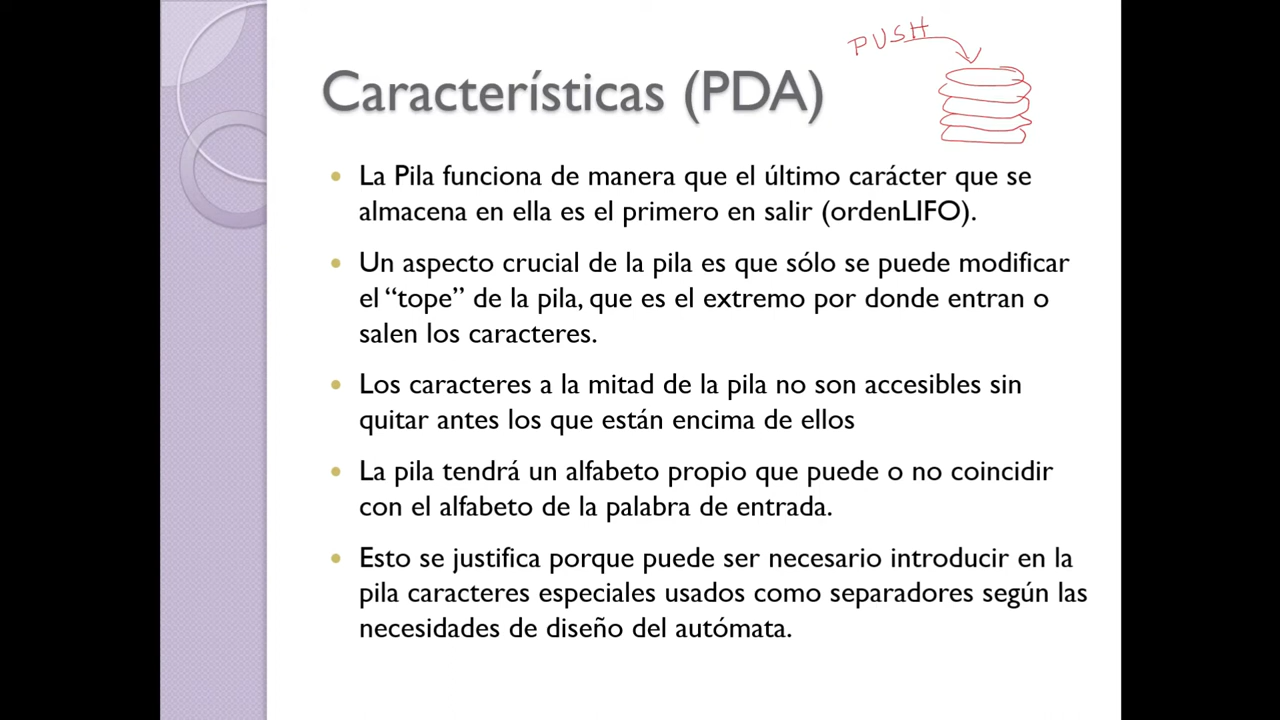 PUSH
Características (PDA)
La Pila funciona de manera que el último carácter que se
almacena en ella es el primero en salir (ordenLIFO).
Un aspecto crucial de la pila es que sólo se puede modificar
el “tope” de la pila, que es el extremo por donde entran o
salen los caracteres.
Los caracteres a la mitad de la pila no son accesibles sin
quitar antes los que están encima de ellos
La pila tendrá un alfabeto propio que puede o no coincidir
con el alfabeto de la palabra de entrada.
Esto se justifica porque puede ser necesario introducir en la
pila caracteres especiales usados como separadores según las
necesidades de diseño del autómata.